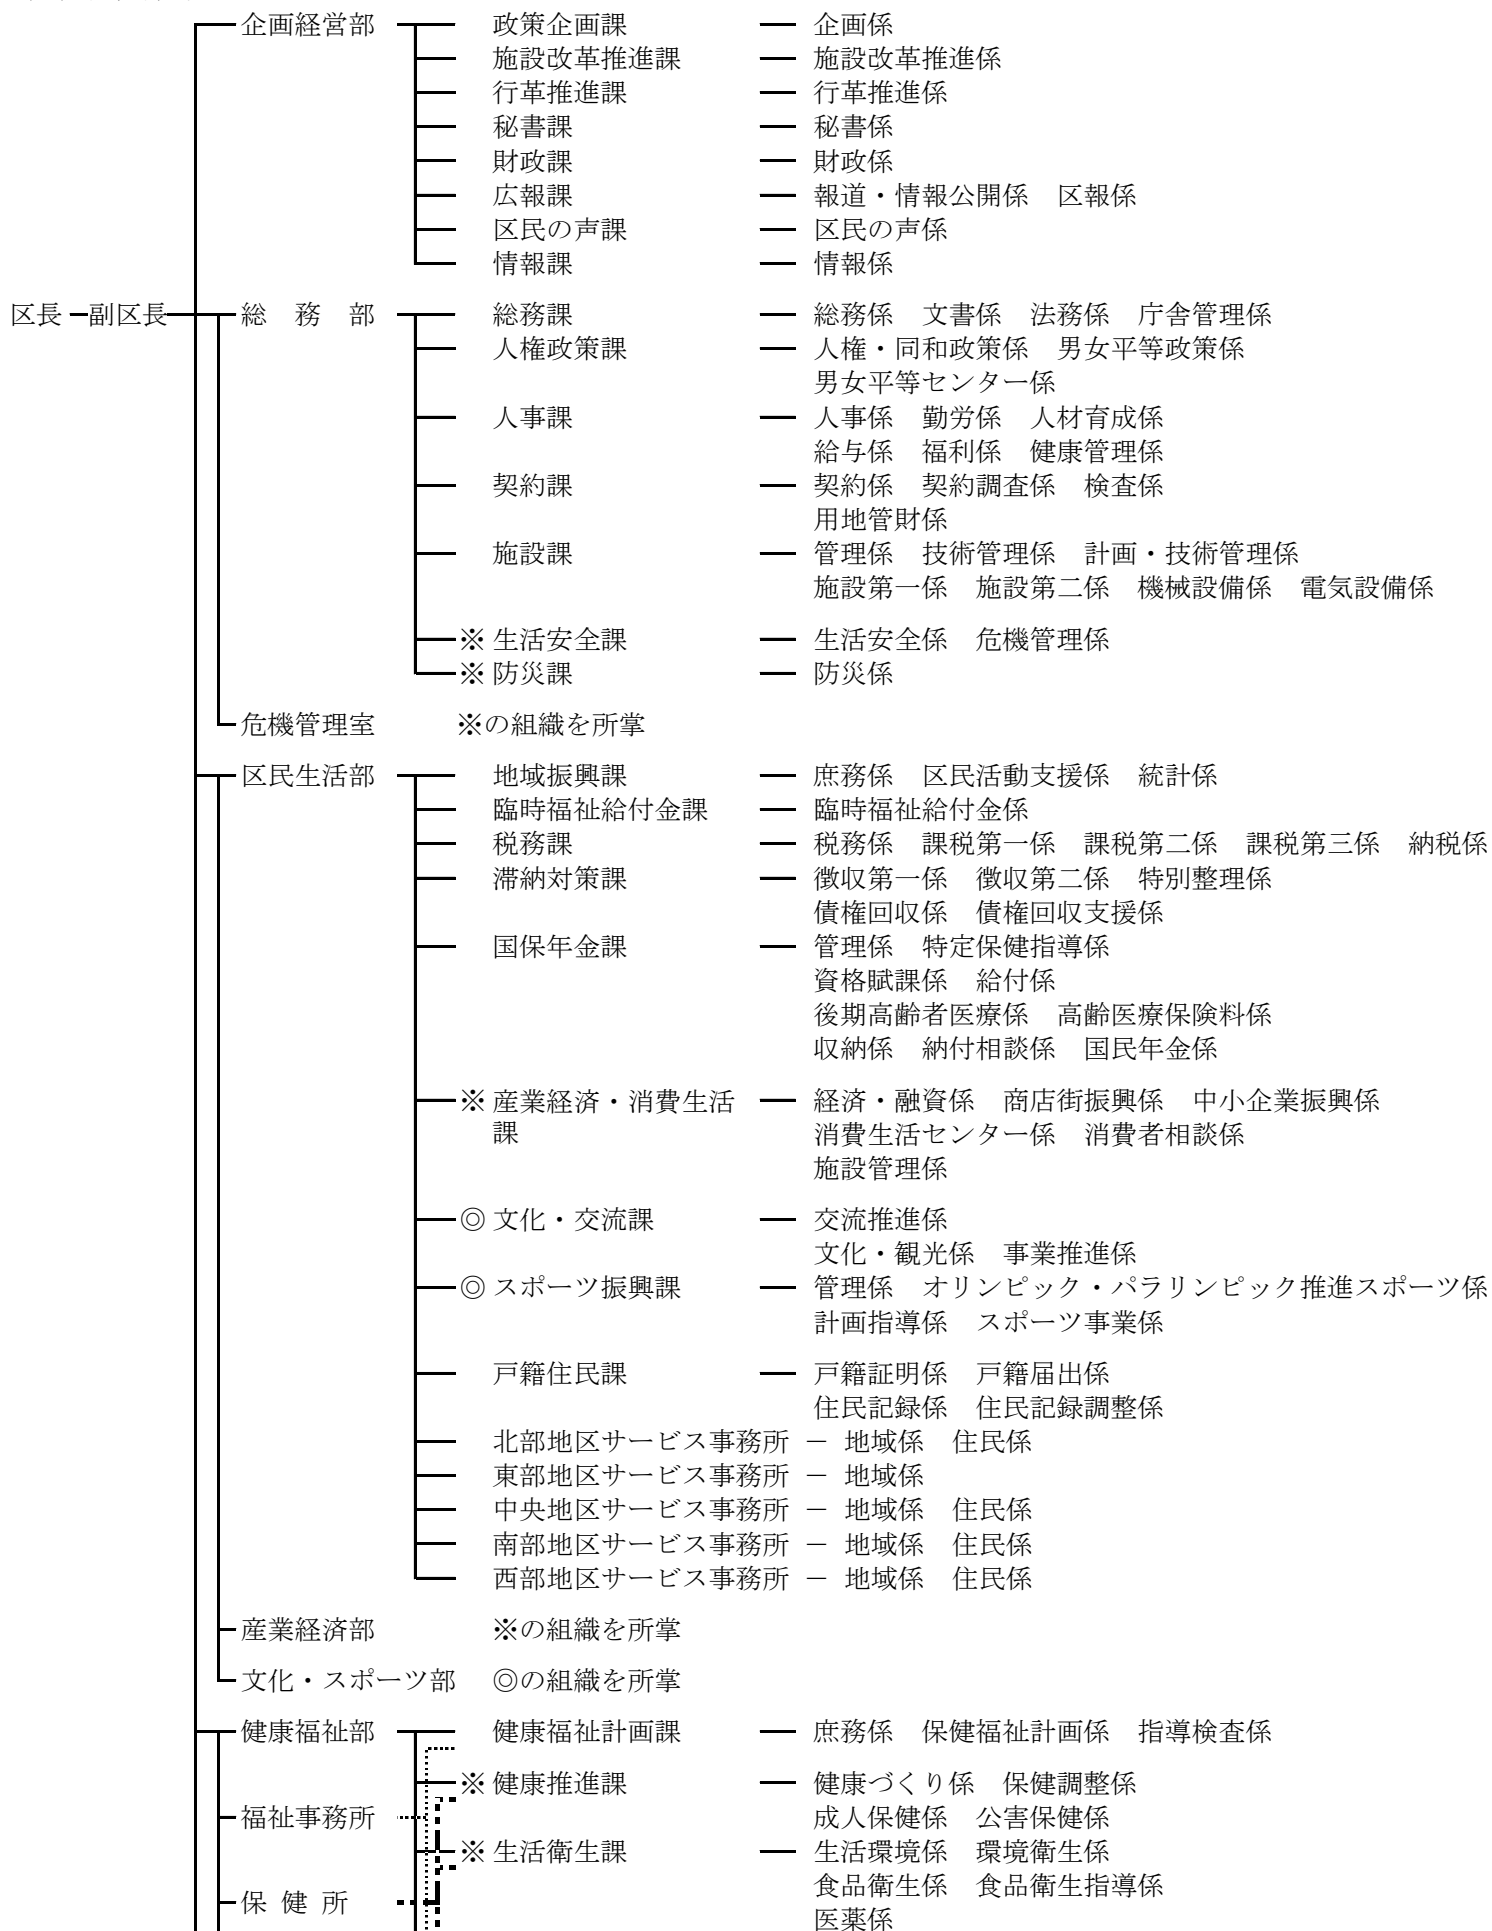 企画経営部 政策企画課 企画係
施設改革推進課 施設改革推進係
行革推進課 行革推進係
秘書課 秘書係
財政課 財政係
広報課 報道・情報公開係 区報係
区民の声課 区民の声係
情報課 情報係
区長 副区長 総務部 総務課 総務係 文書係 法務係 庁舎管理係
人権政策課 人権・同和政策係 男女平等政策係
男女平等センター係
人事課 人事係 勤労係 人材育成係
給与係 福利係 健康管理係
契約課 契約係 契約調査係 検査係
用地管財係
施設課 管理係 技術管理係 計画・技術管理係
施設第一係 施設第二係 機械設備係 電気設備係
※ 生活安全課 生活安全係 危機管理係
※ 防災課 防災係
危機管理室 ※の組織を所掌
区民生活部 地域振興課 庶務係 区民活動支援係 統計係
臨時福祉給付金課 臨時福祉給付金係
税務課 税務係 課税第一係 課税第二係 課税第三係 納税係
滞納対策課 徴収第一係 徴収第二係 特別整理係
債権回収係 債権回収支援係
国保年金課 管理係 特定保健指導係
資格賦課係 給付係
後期高齢者医療係 高齢医療保険料係
収納係 納付相談係 国民年金係
※ 産業経済・消費生活 経済・融資係 商店街振興係 中小企業振興係
課 消費生活センター係 消費者相談係
施設管理係
◎ 文化・交流課 交流推進係
文化・観光係 事業推進係
◎ スポーツ振興課 管理係 オリンピック・パラリンピック推進スポーツ係
計画指導係 スポーツ事業係
戸籍住民課 戸籍証明係 戸籍届出係
住民記録係 住民記録調整係
北部地区サービス事務所 － 地域係 住民係
東部地区サービス事務所 － 地域係
中央地区サービス事務所 － 地域係 住民係
南部地区サービス事務所 － 地域係 住民係
西部地区サービス事務所 － 地域係 住民係
産業経済部 ※の組織を所掌
文化・スポーツ部 ◎の組織を所掌
健康福祉部 健康福祉計画課 庶務係 保健福祉計画係 指導検査係
※ 健康推進課 健康づくり係 保健調整係
福祉事務所 成人保健係 公害保健係
※ 生活衛生課 生活環境係 環境衛生係
食品衛生係 食品衛生指導係
保健所
医薬係